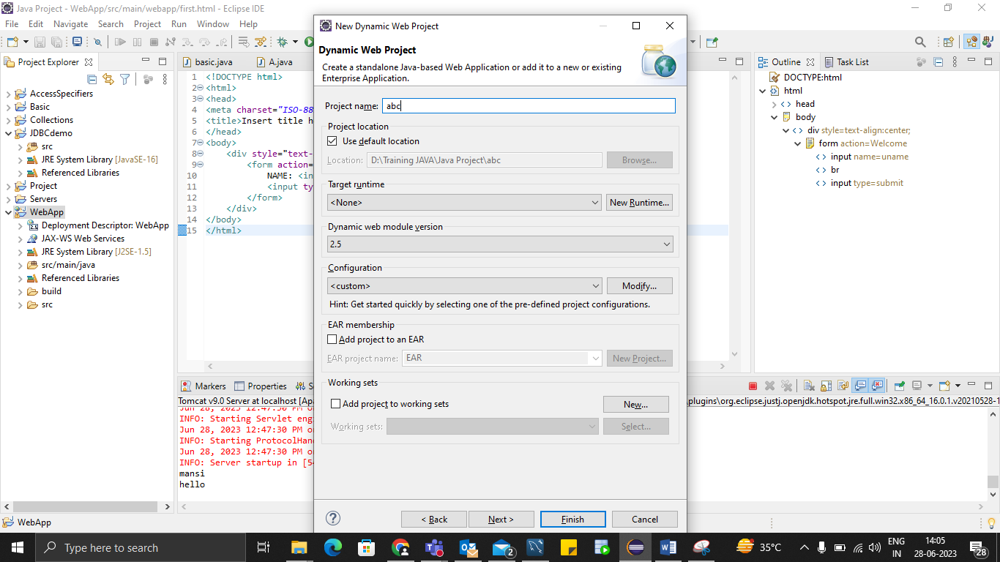 Java Project - WebApp/src/main/webapp/first.html - Eclipse IDE
File Edit Navigate Search Project Run Window Help
Project Explorer
AccessSpecifiers
Basic
Collections
JDBCdemo
src
JRE System Library [JavaSE-16]
Referenced Libraries
Project
Servers
WebApp
Deployment Descriptor: WebApp
JAX-WS Web Services
JRE System Library [J2SE-1.5]
src/main/java
Referenced Libraries
build
src
basic.java A.java
1 <!DOCTYPE html>
2 <html>
3 <head>
4 <meta charset="ISO-88
5 <title>Insert title h
6 </head>
7 <body>
8 <div style="text-
9 <form action=
10 NAME: <in
11 <input ty
12 </form>
13 </div>
14 </body>
15 </html>
New Dynamic Web Project
Dynamic Web Project
Create a standalone Java-based Web Application or add it to a new or existing
Enterprise Application.
Project name: abc
Project location
Use default location
Location: D:\Training JAVA\Java Project\abc Browse...
Target runtime
<None> New Runtime...
Dynamic web module version
2.5
Configuration
<custom> Modify...
Hint: Get started quickly by selecting one of the pre-defined project configurations.
EAR membership
Add project to an EAR
EAR project name: EAR New Project...
Working sets
Add project to working sets New...
Working sets: Select...
< Back Next > Finish Cancel
Outline Task List
DOCTYPE:html
html
head
body
div style=text-align:center;
form action=Welcome
input name=uname
br
input type=submit
Markers Properties S
Tomcat v9.0 Server at localhost [Apa \plugins\org.eclipse.justj.openjdk.hotspot.jre.full.win32.x86_64_16.0.1.v20210528-1
Jun 28, 2023 12:47:30 PM o
INFO: Starting Servlet eng
Jun 28, 2023 12:47:30 PM o
INFO: Starting ProtocolHan
Jun 28, 2023 12:47:30 PM o
INFO: Server startup in [54
mansi
hello
WebApp
Type here to search
2
35°C
ENG
IN
14:05
28-06-2023
28